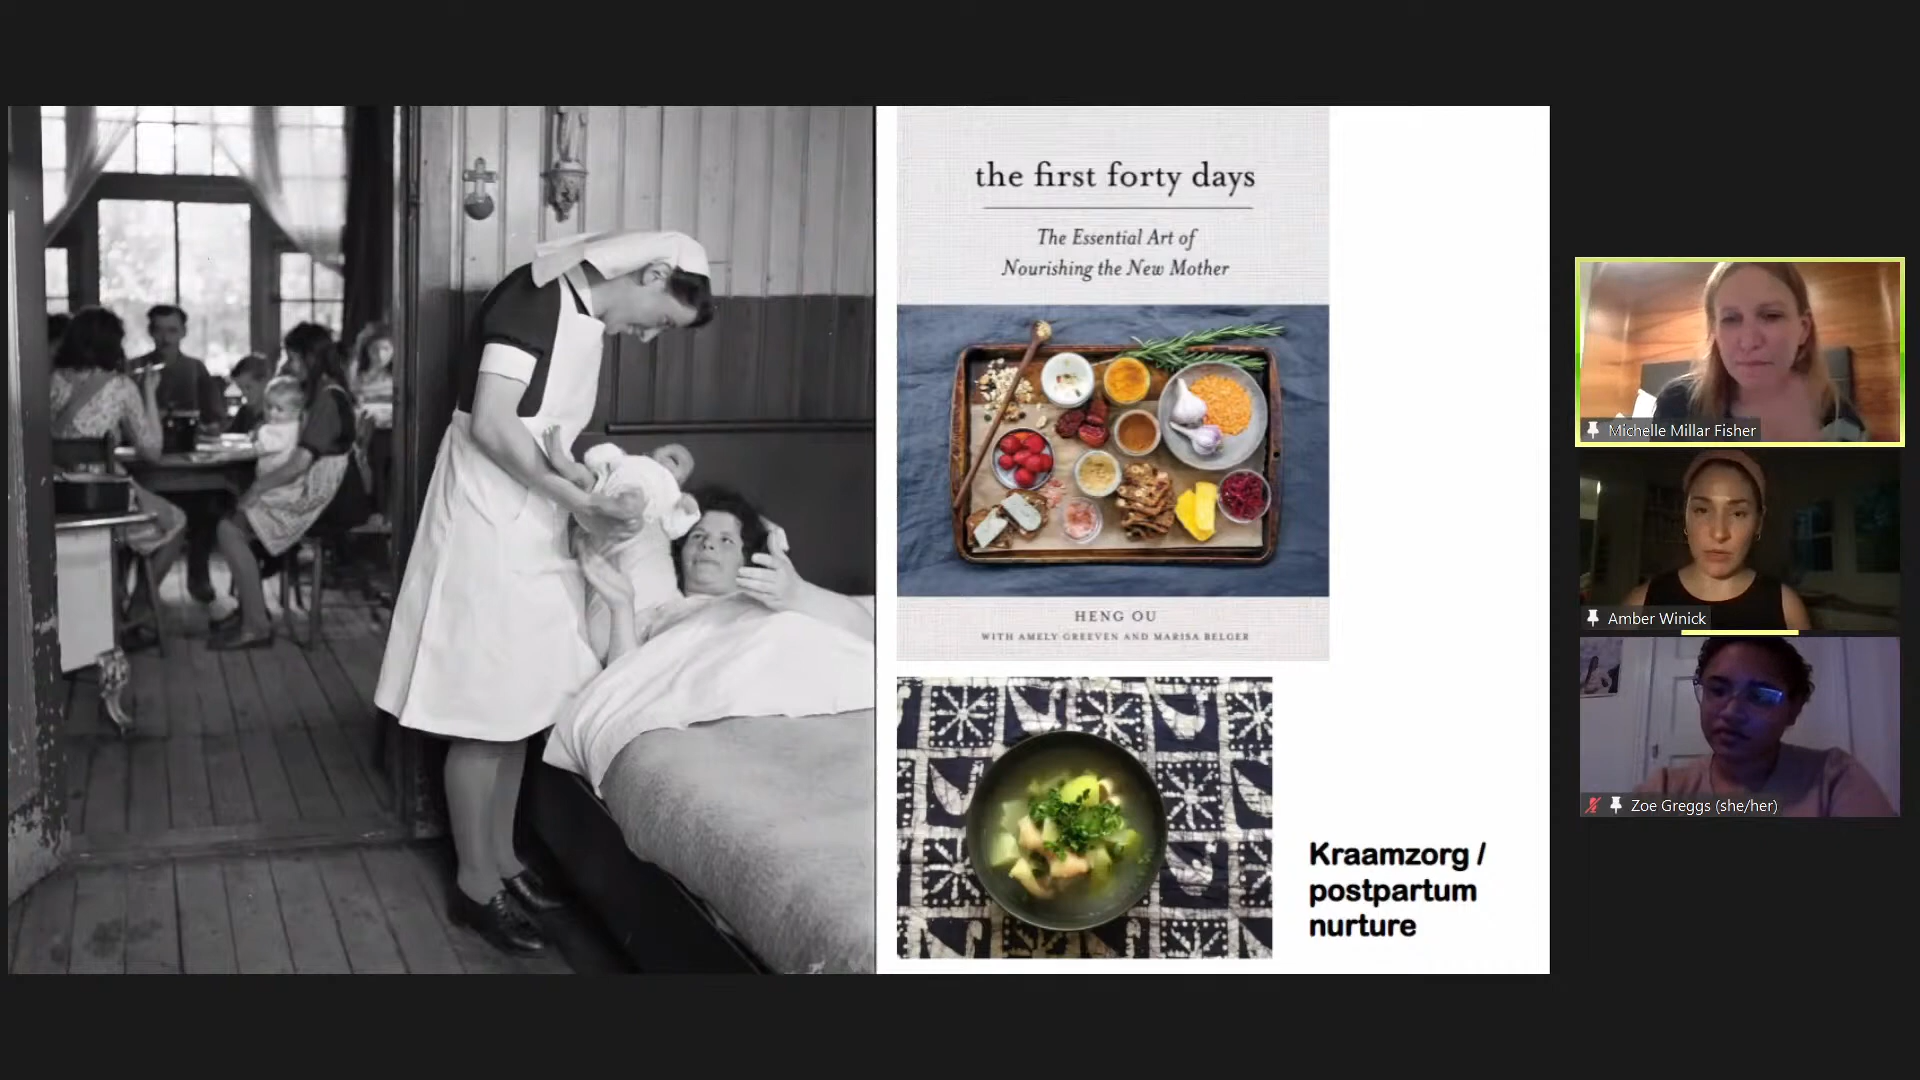 the first forty days
The Essential Art of
Nourishing the New Mother
HENG OU
WITH AMELY GREEVEN AND MARISA BELGER
Kraamzorg /
postpartum
nurture
Michelle Millar Fisher
Amber Winick
Zoe Greggs (she/her)